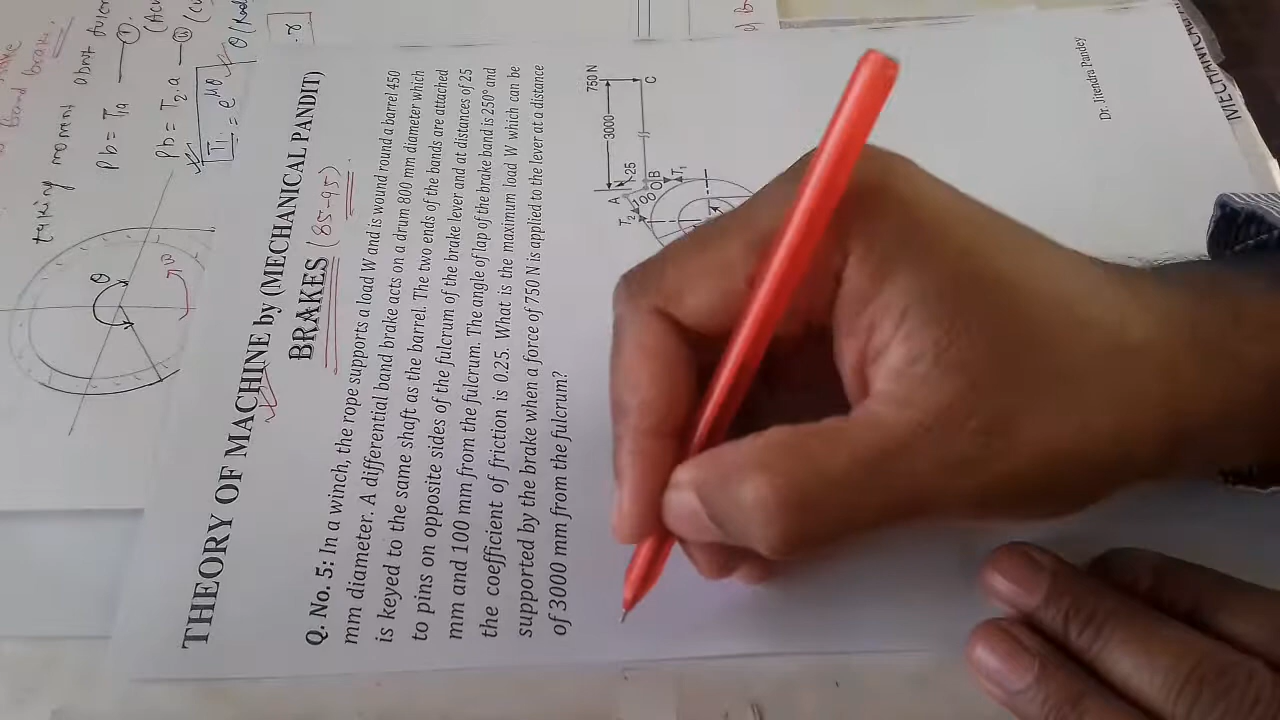 band brake.
taking moment about fulcr
Pb = Ta —①
Pb = T2.a —
T1 = e^μθ
THEORY OF MACHINE by (MECHANICAL PANDIT)
BRAKES (85-95)
Q. No. 5: In a winch, the rope supports a load W and is wound round a barrel 450
mm diameter. A differential band brake acts on a drum 800 mm diameter which
is keyed to the same shaft as the barrel. The two ends of the bands are attached
to pins on opposite sides of the fulcrum of the brake lever and at distances of 25
mm and 100 mm from the fulcrum. The angle of lap of the brake band is 250° and
the coefficient of friction is 0.25. What is the maximum load W which can be
supported by the brake when a force of 750 N is applied to the lever at a distance
of 3000 mm from the fulcrum?
750 N
3000
C
A
25
B
100
O
T2
T1
θ
Dr. Jitendra Pandey